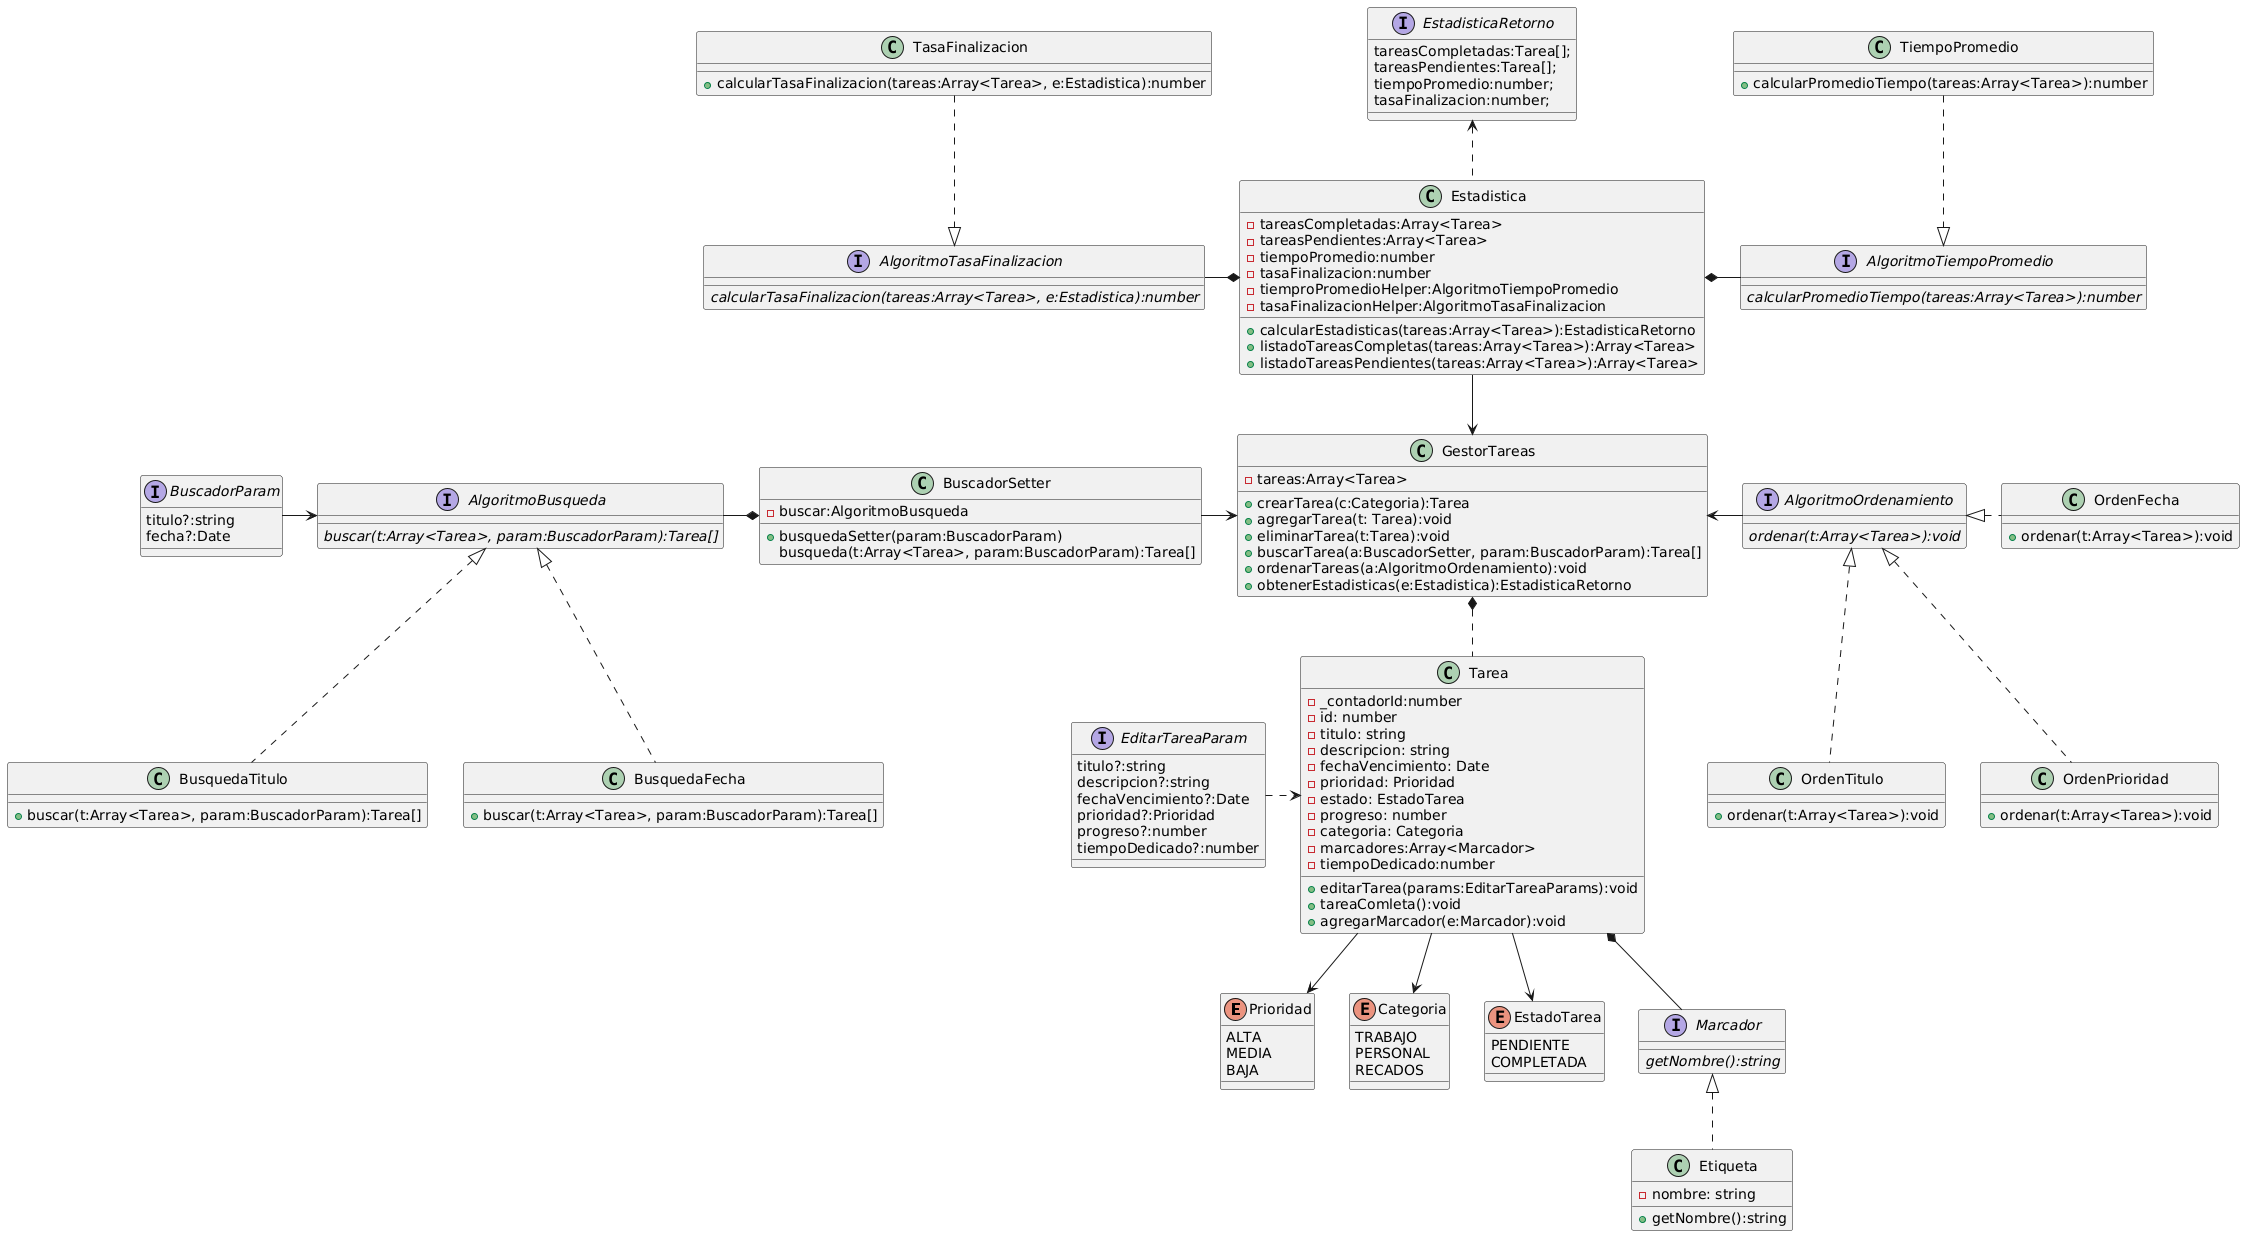 EstadisticaRetorno
tareasCompletadas:Tarea[];
tareasPendientes:Tarea[];
tiempoPromedio:number;
tasaFinalizacion:number;
TasaFinalizacion
calcularTasaFinalizacion(tareas:Array<Tarea>, e:Estadistica):number
TiempoPromedio
calcularPromedioTiempo(tareas:Array<Tarea>):number
Estadistica
tareasCompletadas:Array<Tarea>
tareasPendientes:Array<Tarea>
tiempoPromedio:number
tasaFinalizacion:number
tiemproPromedioHelper:AlgoritmoTiempoPromedio
tasaFinalizacionHelper:AlgoritmoTasaFinalizacion
calcularEstadisticas(tareas:Array<Tarea>):EstadisticaRetorno
listadoTareasCompletas(tareas:Array<Tarea>):Array<Tarea>
listadoTareasPendientes(tareas:Array<Tarea>):Array<Tarea>
AlgoritmoTasaFinalizacion
calcularTasaFinalizacion(tareas:Array<Tarea>, e:Estadistica):number
AlgoritmoTiempoPromedio
calcularPromedioTiempo(tareas:Array<Tarea>):number
BuscadorParam
titulo?:string
fecha?:Date
AlgoritmoBusqueda
buscar(t:Array<Tarea>, param:BuscadorParam):Tarea[]
BuscadorSetter
buscar:AlgoritmoBusqueda
busquedaSetter(param:BuscadorParam)
busqueda(t:Array<Tarea>, param:BuscadorParam):Tarea[]
GestorTareas
tareas:Array<Tarea>
crearTarea(c:Categoria):Tarea
agregarTarea(t: Tarea):void
eliminarTarea(t:Tarea):void
buscarTarea(a:BuscadorSetter, param:BuscadorParam):Tarea[]
ordenarTareas(a:AlgoritmoOrdenamiento):void
obtenerEstadisticas(e:Estadistica):EstadisticaRetorno
AlgoritmoOrdenamiento
ordenar(t:Array<Tarea>):void
OrdenFecha
ordenar(t:Array<Tarea>):void
BusquedaTitulo
buscar(t:Array<Tarea>, param:BuscadorParam):Tarea[]
BusquedaFecha
buscar(t:Array<Tarea>, param:BuscadorParam):Tarea[]
EditarTareaParam
titulo?:string
descripcion?:string
fechaVencimiento?:Date
prioridad?:Prioridad
progreso?:number
tiempoDedicado?:number
Tarea
_contadorId:number
id: number
titulo: string
descripcion: string
fechaVencimiento: Date
prioridad: Prioridad
estado: EstadoTarea
progreso: number
categoria: Categoria
marcadores:Array<Marcador>
tiempoDedicado:number
editarTarea(params:EditarTareaParams):void
tareaComleta():void
agregarMarcador(e:Marcador):void
OrdenTitulo
ordenar(t:Array<Tarea>):void
OrdenPrioridad
ordenar(t:Array<Tarea>):void
Prioridad
ALTA
MEDIA
BAJA
Categoria
TRABAJO
PERSONAL
RECADOS
EstadoTarea
PENDIENTE
COMPLETADA
Marcador
getNombre():string
Etiqueta
nombre: string
getNombre():string